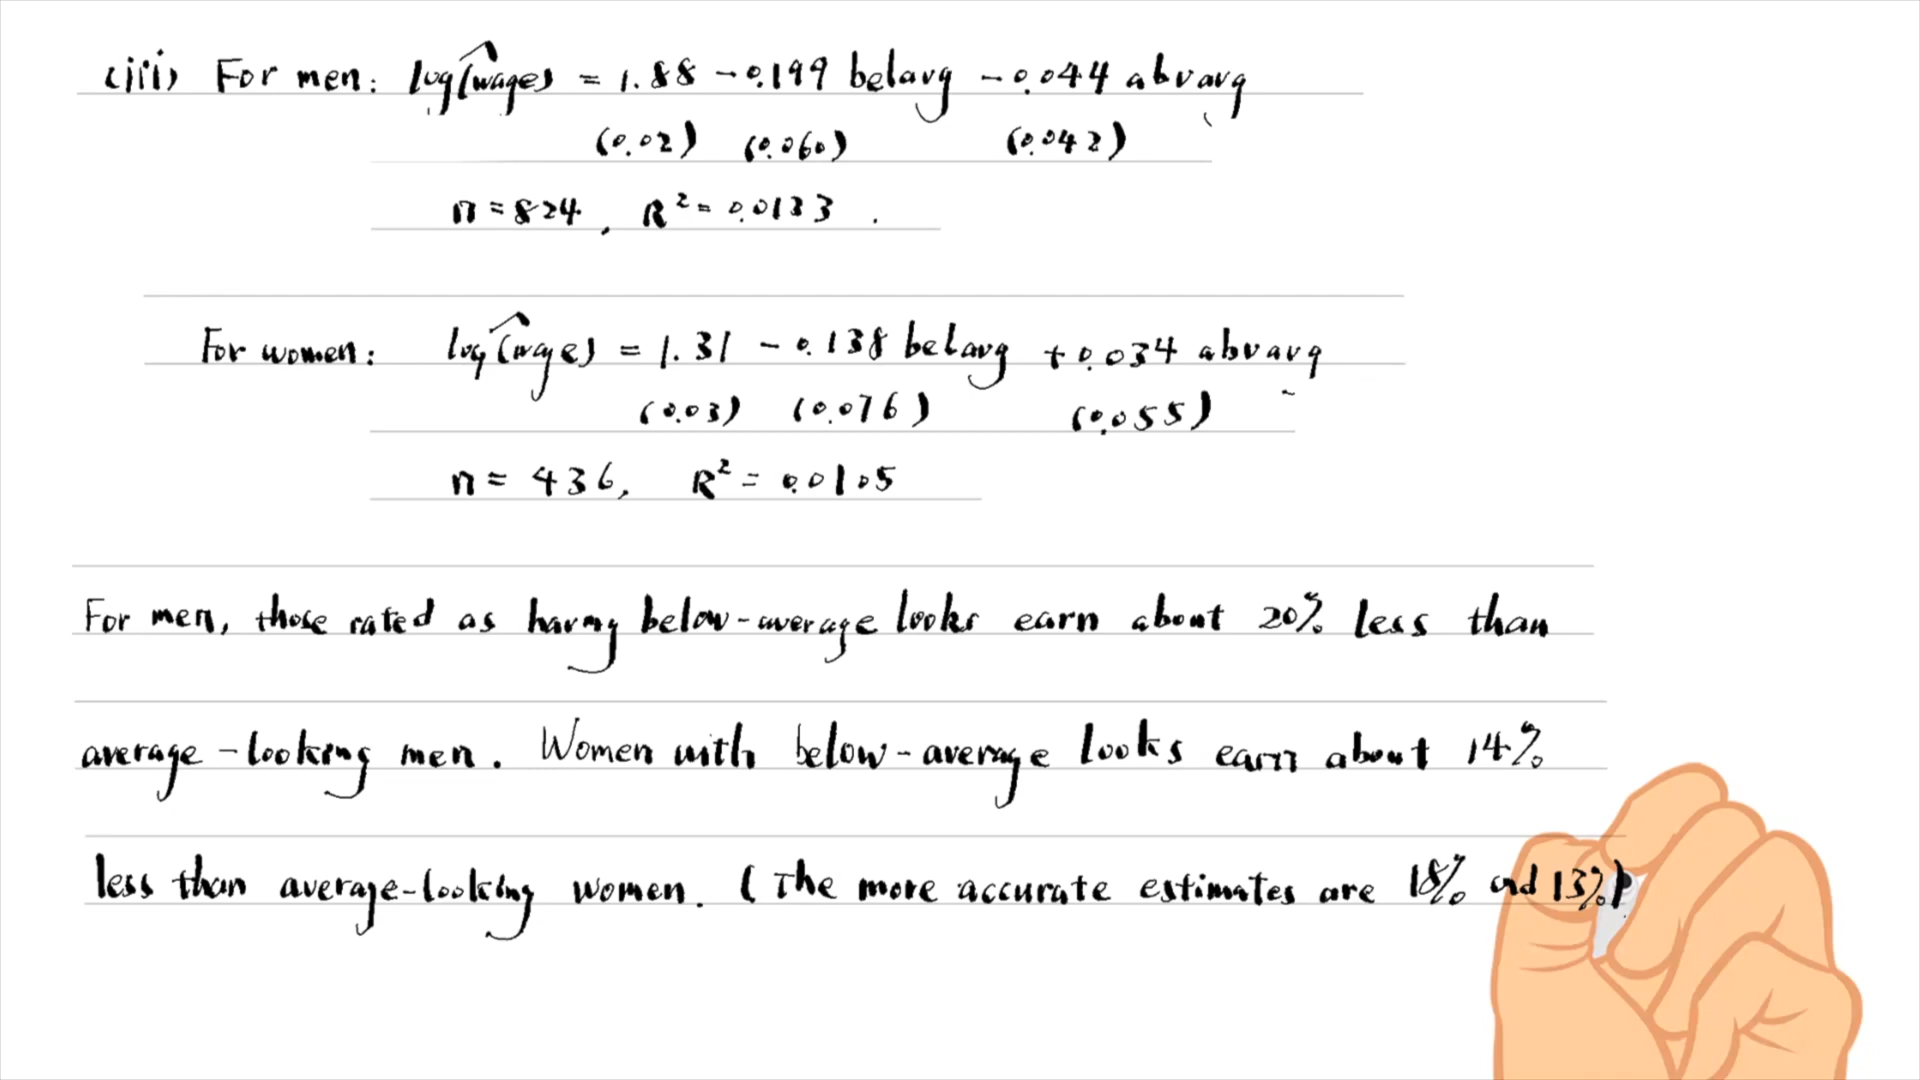 (iii) For men: log(wages) = 1.88 - 0.199 belavg - 0.044 abvavg
(0.02) (0.060) (0.042)
n = 824, R² = 0.0133.
For women: log(wage) = 1.31 - 0.138 belavg + 0.034 abvavg
(0.03) (0.076) (0.055)
n = 436, R² = 0.0105
For men, those rated as having below-average looks earn about 20% less than
average-looking men. Women with below-average looks earn about 14%
less than average-looking women. (The more accurate estimates are 18% and 13%)